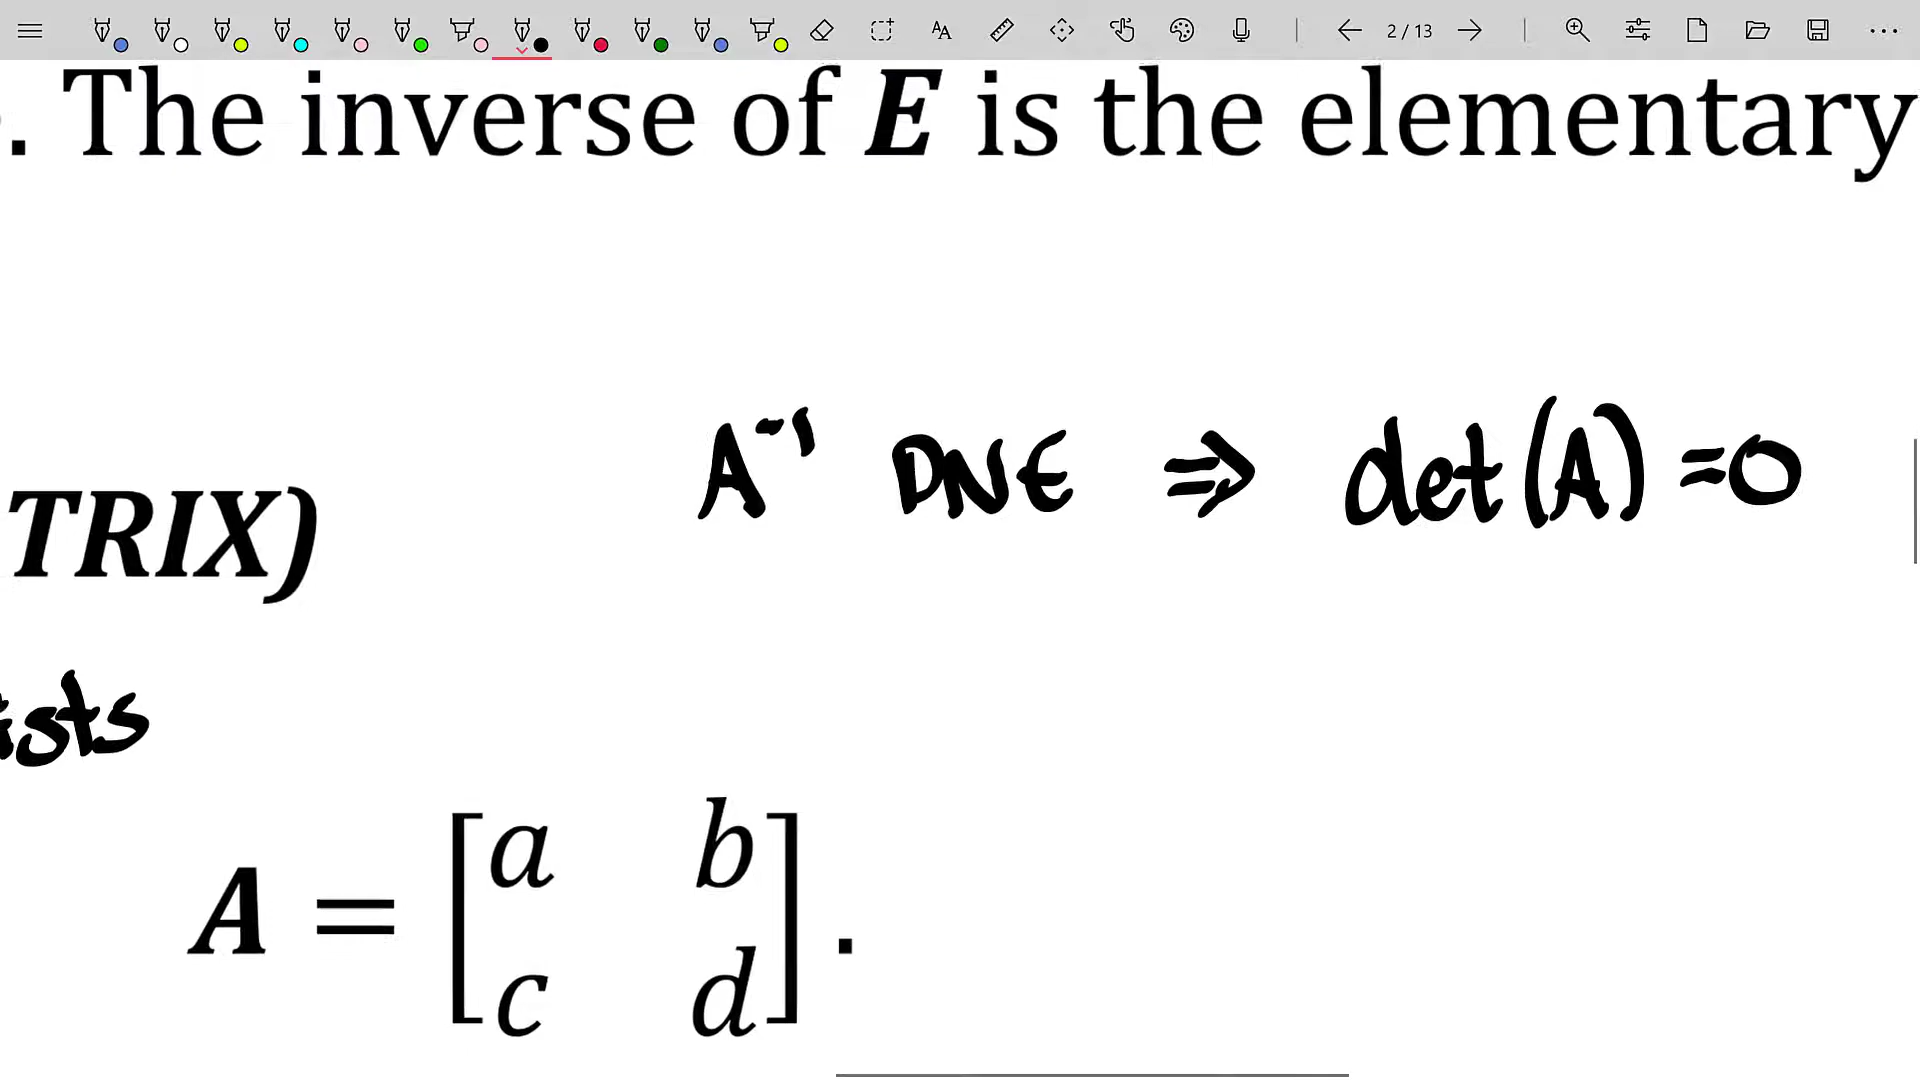 2 / 13
. The inverse of E is the elementary
A⁻¹ DNE ⇒ det(A) = 0
TRIX)
ists
A = [a b
c d].